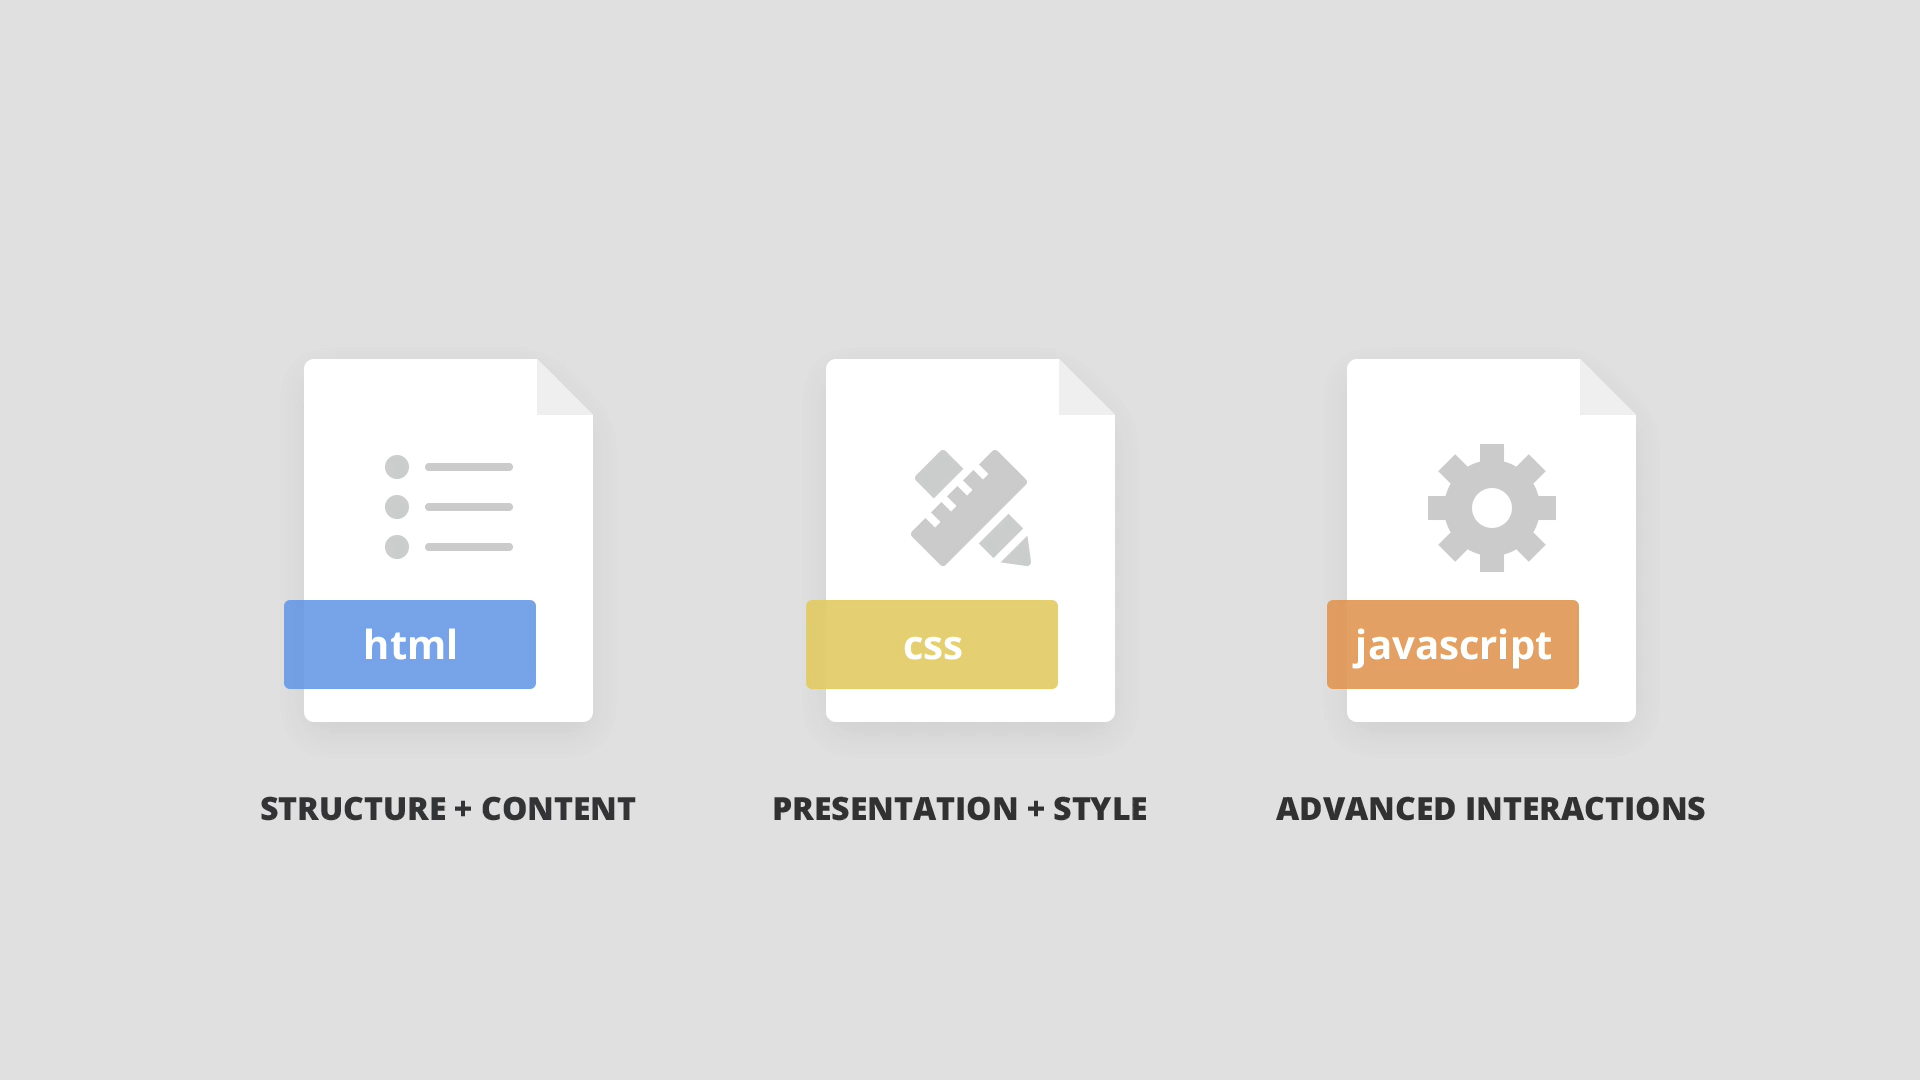 html
css
javascript
STRUCTURE + CONTENT
PRESENTATION + STYLE
ADVANCED INTERACTIONS